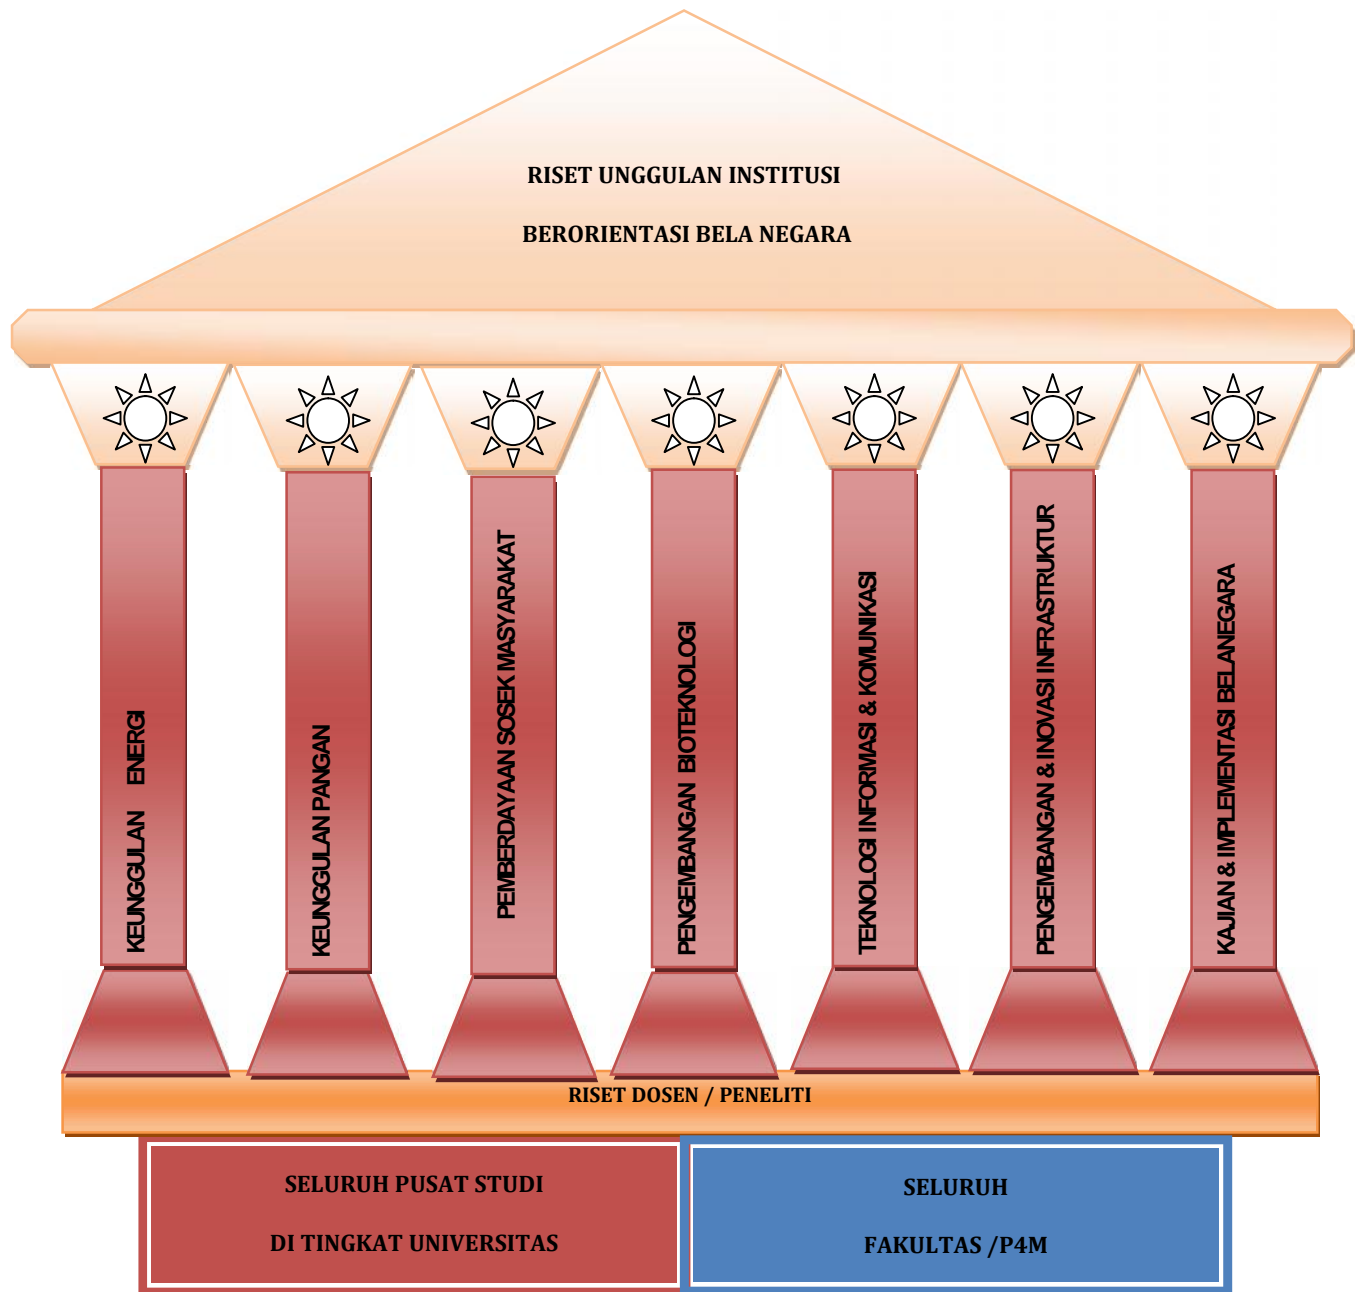 RISET UNGGULAN INSTITUSI
BERORIENTASI BELA NEGARA
KEUNGGULAN ENERGI
KEUNGGULAN PANGAN
PEMBERDAYAAN SOSEK MASYARAKAT
PENGEMBANGAN BIOTEKNOLOGI
TEKNOLOGI INFORMASI & KOMUNIKASI
PENGEMBANGAN & INOVASI INFRASTRUKTUR
KAJIAN & IMPLEMENTASI BELANEGARA
RISET DOSEN / PENELITI
SELURUH PUSAT STUDI
DI TINGKAT UNIVERSITAS
SELURUH
FAKULTAS /P4M